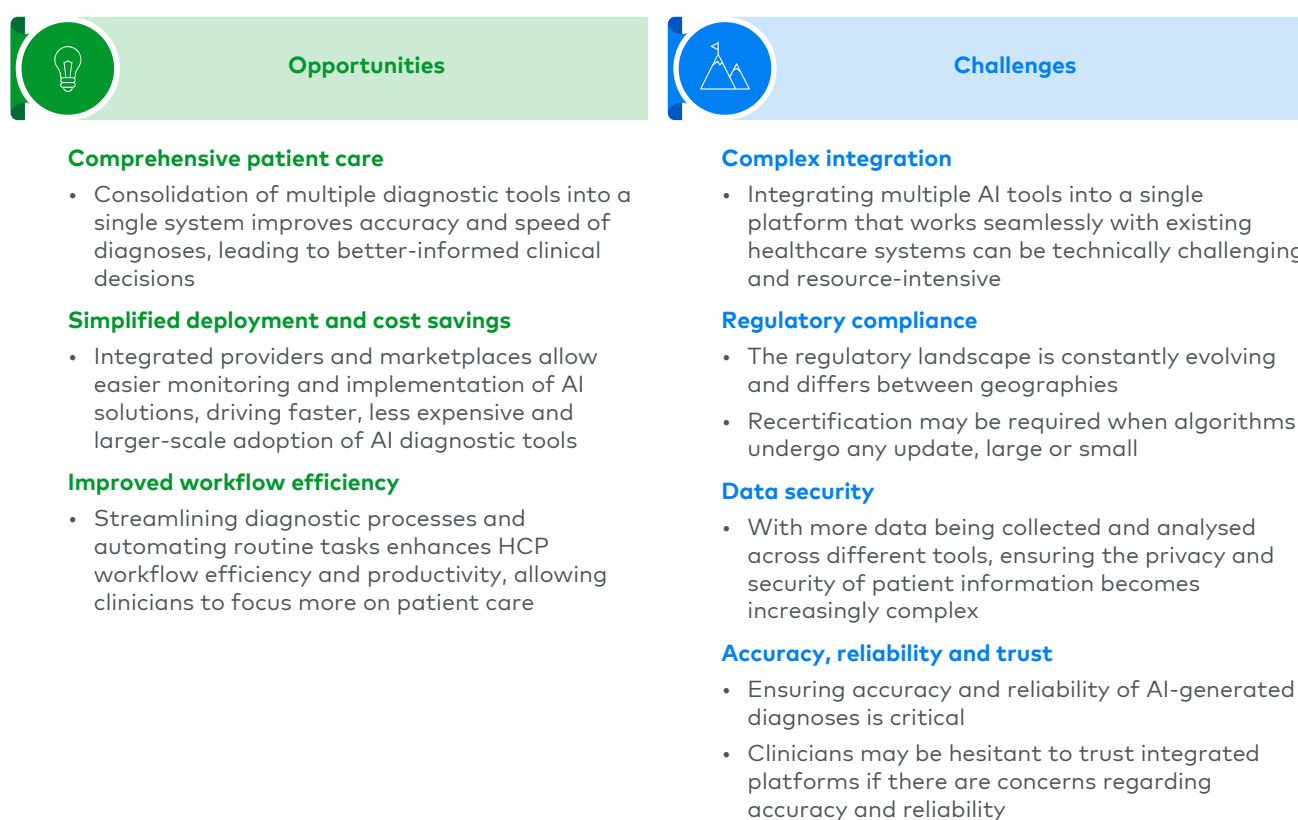 Opportunities
Comprehensive patient care
• Consolidation of multiple diagnostic tools into a
single system improves accuracy and speed of
diagnoses, leading to better-informed clinical
decisions
Simplified deployment and cost savings
• Integrated providers and marketplaces allow
easier monitoring and implementation of AI
solutions, driving faster, less expensive and
larger-scale adoption of AI diagnostic tools
Improved workflow efficiency
• Streamlining diagnostic processes and
automating routine tasks enhances HCP
workflow efficiency and productivity, allowing
clinicians to focus more on patient care
Challenges
Complex integration
• Integrating multiple AI tools into a single
platform that works seamlessly with existing
healthcare systems can be technically challenging
and resource-intensive
Regulatory compliance
• The regulatory landscape is constantly evolving
and differs between geographies
• Recertification may be required when algorithms
undergo any update, large or small
Data security
• With more data being collected and analysed
across different tools, ensuring the privacy and
security of patient information becomes
increasingly complex
Accuracy, reliability and trust
• Ensuring accuracy and reliability of AI-generated
diagnoses is critical
• Clinicians may be hesitant to trust integrated
platforms if there are concerns regarding
accuracy and reliability